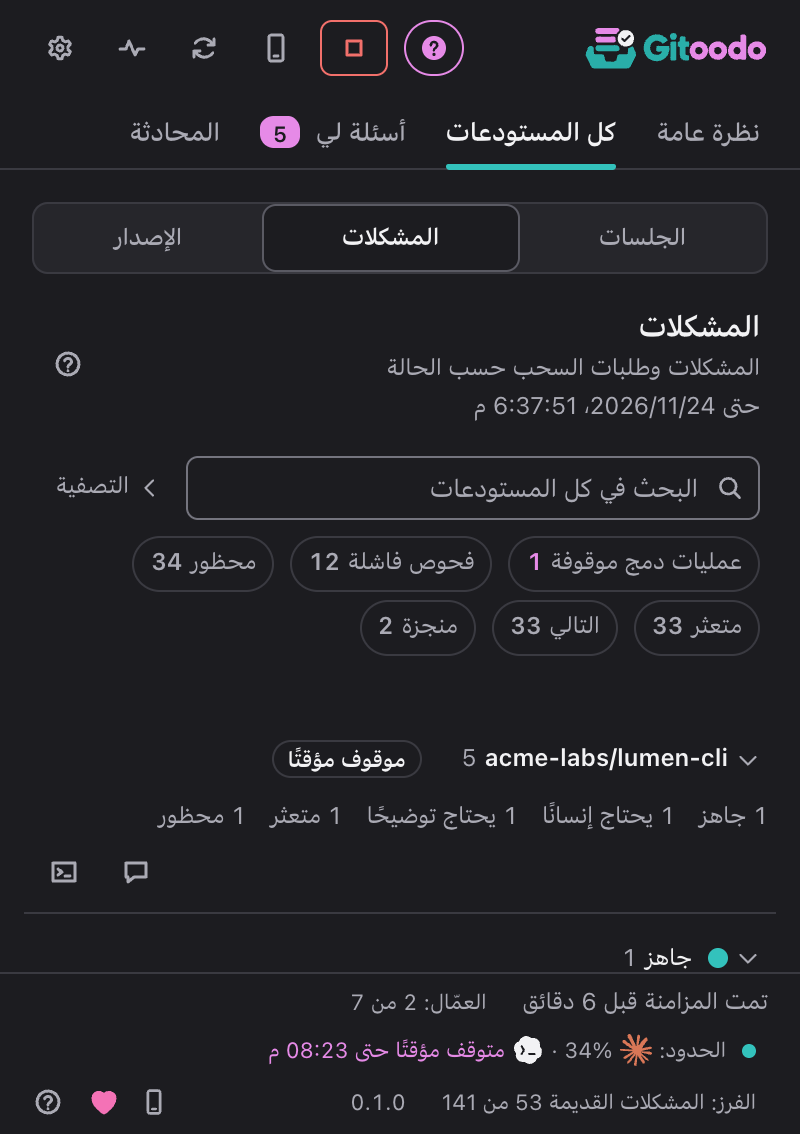 Gitoodo
نظرة عامة
كل المستودعات
أسئلة لي 5
المحادثة
الجلسات
المشكلات
الإصدار
المشكلات
المشكلات وطلبات السحب حسب الحالة
حتى 2026/11/24، 6:37:51 م
البحث في كل المستودعات
التصفية
عمليات دمج موقوفة 1
فحوص فاشلة 12
محظور 34
متعثر 33
التالي 33
منجزة 2
acme-labs/lumen-cli 5
موقوف مؤقتًا
1 جاهز 1 يحتاج إنسانًا 1 يحتاج توضيحًا 1 متعثر 1 محظور
جاهز 1
تمت المزامنة قبل 6 دقائق
العمّال: 2 من 7
الحدود: 34% · متوقف مؤقتًا حتى 08:23 م
الفرز: المشكلات القديمة 53 من 141
0.1.0